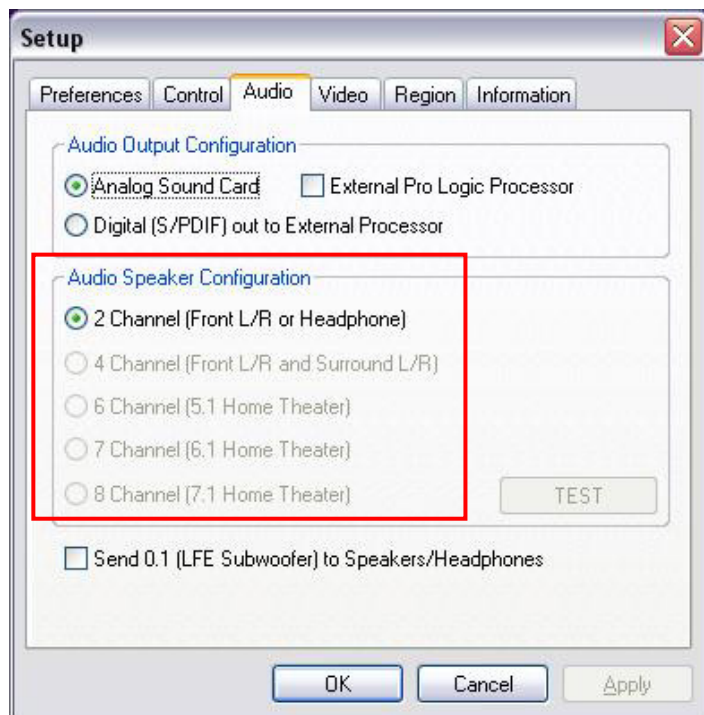 Setup
Preferences Control Audio Video Region Information
Audio Output Configuration
Analog Sound Card External Pro Logic Processor
Digital (S/PDIF) out to External Processor
Audio Speaker Configuration
2 Channel (Front L/R or Headphone)
4 Channel (Front L/R and Surround L/R)
6 Channel (5.1 Home Theater)
7 Channel (6.1 Home Theater)
8 Channel (7.1 Home Theater) TEST
Send 0.1 (LFE Subwoofer) to Speakers/Headphones
OK Cancel Apply